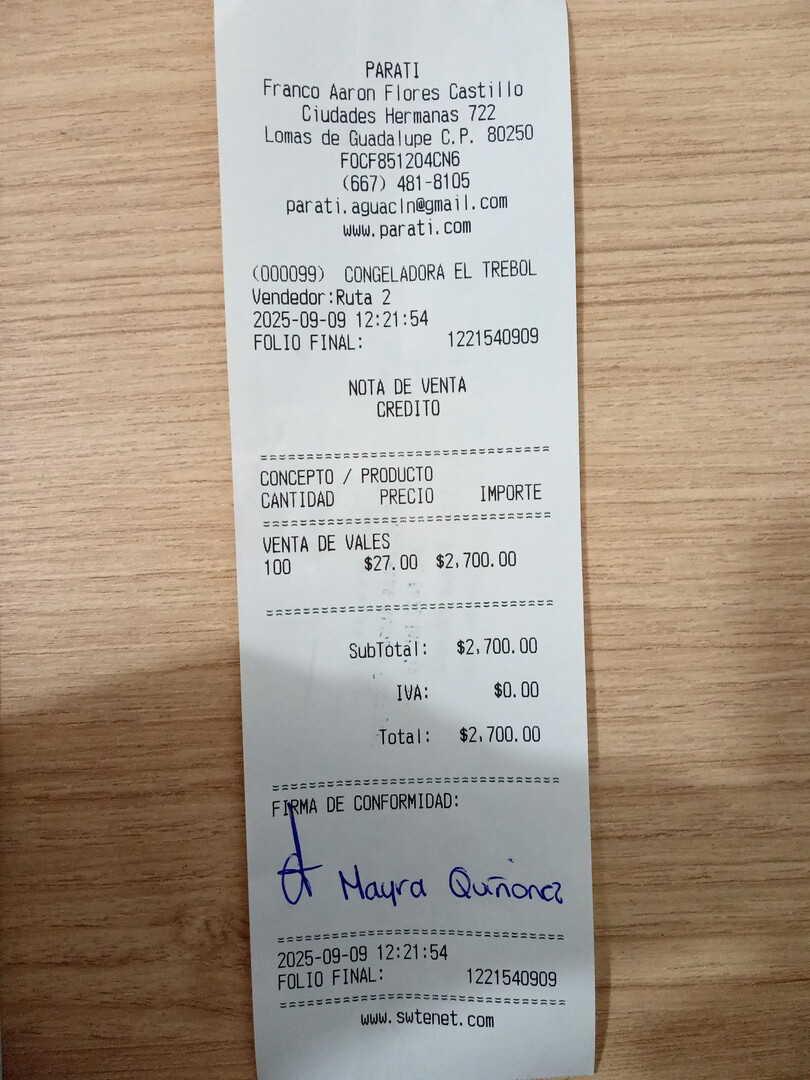 PARATI
Franco Aaron Flores Castillo
Ciudades Hermanas 722
Lomas de Guadalupe C.P. 80250
FOCF851204CN6
(667) 481-8105
parati.aguacln@gmail.com
www.parati.com
(000099) CONGELADORA EL TREBOL
Vendedor:Ruta 2
2025-09-09 12:21:54
FOLIO FINAL: 1221540909
NOTA DE VENTA
CREDITO
==============================
CONCEPTO / PRODUCTO
CANTIDAD PRECIO IMPORTE
==============================
VENTA DE VALES
100 $27.00 $2,700.00
==============================
SubTotal: $2,700.00
IVA: $0.00
Total: $2,700.00
==============================
FIRMA DE CONFORMIDAD:
Mayra Quiñonez
==============================
2025-09-09 12:21:54
FOLIO FINAL: 1221540909
==============================
www.swtenet.com